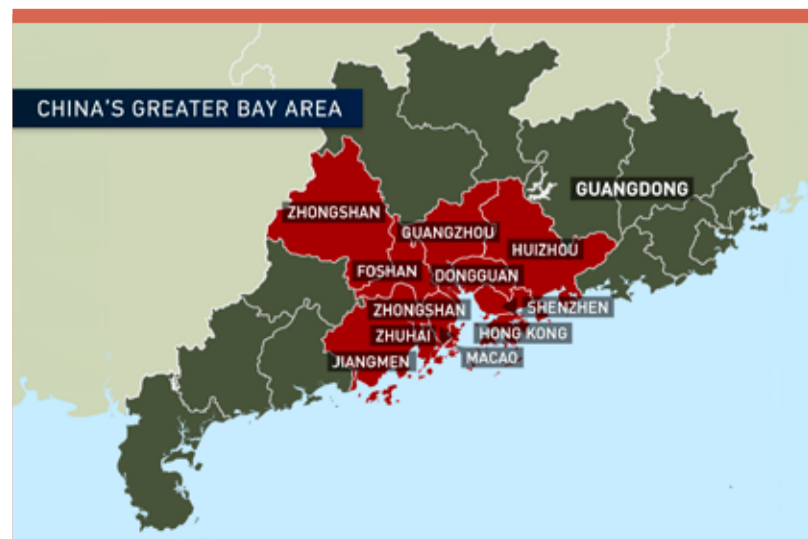 CHINA'S GREATER BAY AREA
GUANGDONG
ZHONGSHAN
GUANGZHOU
HUIZHOU
FOSHAN
DONGGUAN
ZHONGSHAN
SHENZHEN
ZHUHAI
HONG KONG
JIANGMEN
MACAO